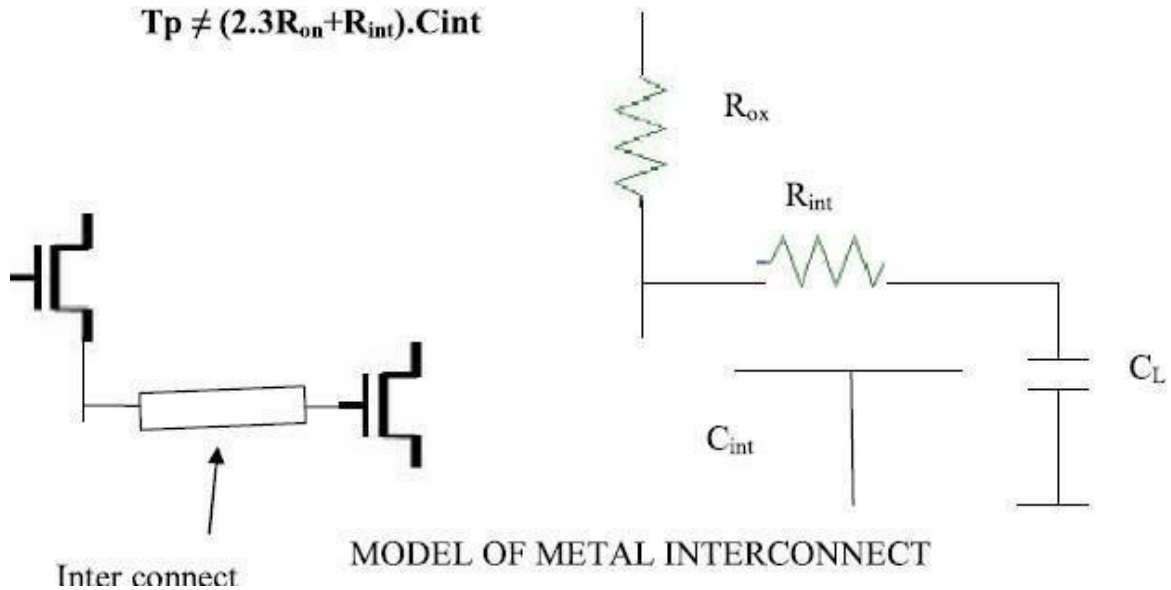 Tp ≠ (2.3Ron+Rint).Cint
Rox
Rint
CL
Cint
MODEL OF METAL INTERCONNECT
Inter connect